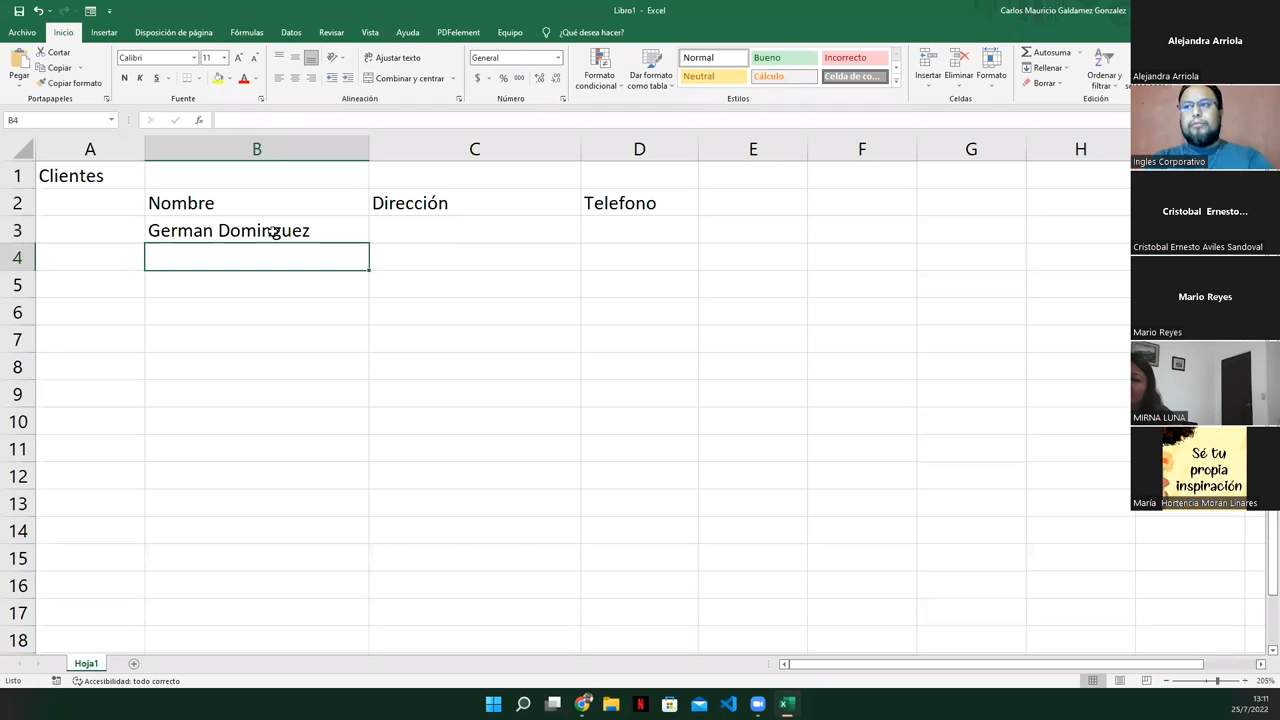 Libro1 - Excel
Carlos Mauricio Galdamez Gonzalez
Archivo Inicio Insertar Disposición de página Fórmulas Datos Revisar Vista Ayuda PDFelement Equipo ¿Qué desea hacer?
Pegar
Cortar
Copiar
Copiar formato
Portapapeles
Calibri 11
N K S
Fuente
Ajustar texto
Combinar y centrar
Alineación
General
$ % 000
Número
Formato condicional
Dar formato como tabla
Normal Bueno Incorrecto
Neutral Cálculo Celda de co...
Estilos
Insertar Eliminar Formato
Celdas
Autosuma
Rellenar
Borrar
Ordenar y filtrar
Edición
B4
fx
A B C D E F G H
1 Clientes
2 Nombre Dirección Telefono
3 German Dominguez
4
5
6
7
8
9
10
11
12
13
14
15
16
17
18
Hoja1
Listo
Accesibilidad: todo correcto
205%
13:11
25/7/2022
Alejandra Arriola
Alejandra Arriola
Ingles Corporativo
Cristobal Ernesto...
Cristobal Ernesto Aviles Sandoval
Mario Reyes
Mario Reyes
MIRNA LUNA
Sé tu
propia
inspiración
María Hortencia Morán Linares